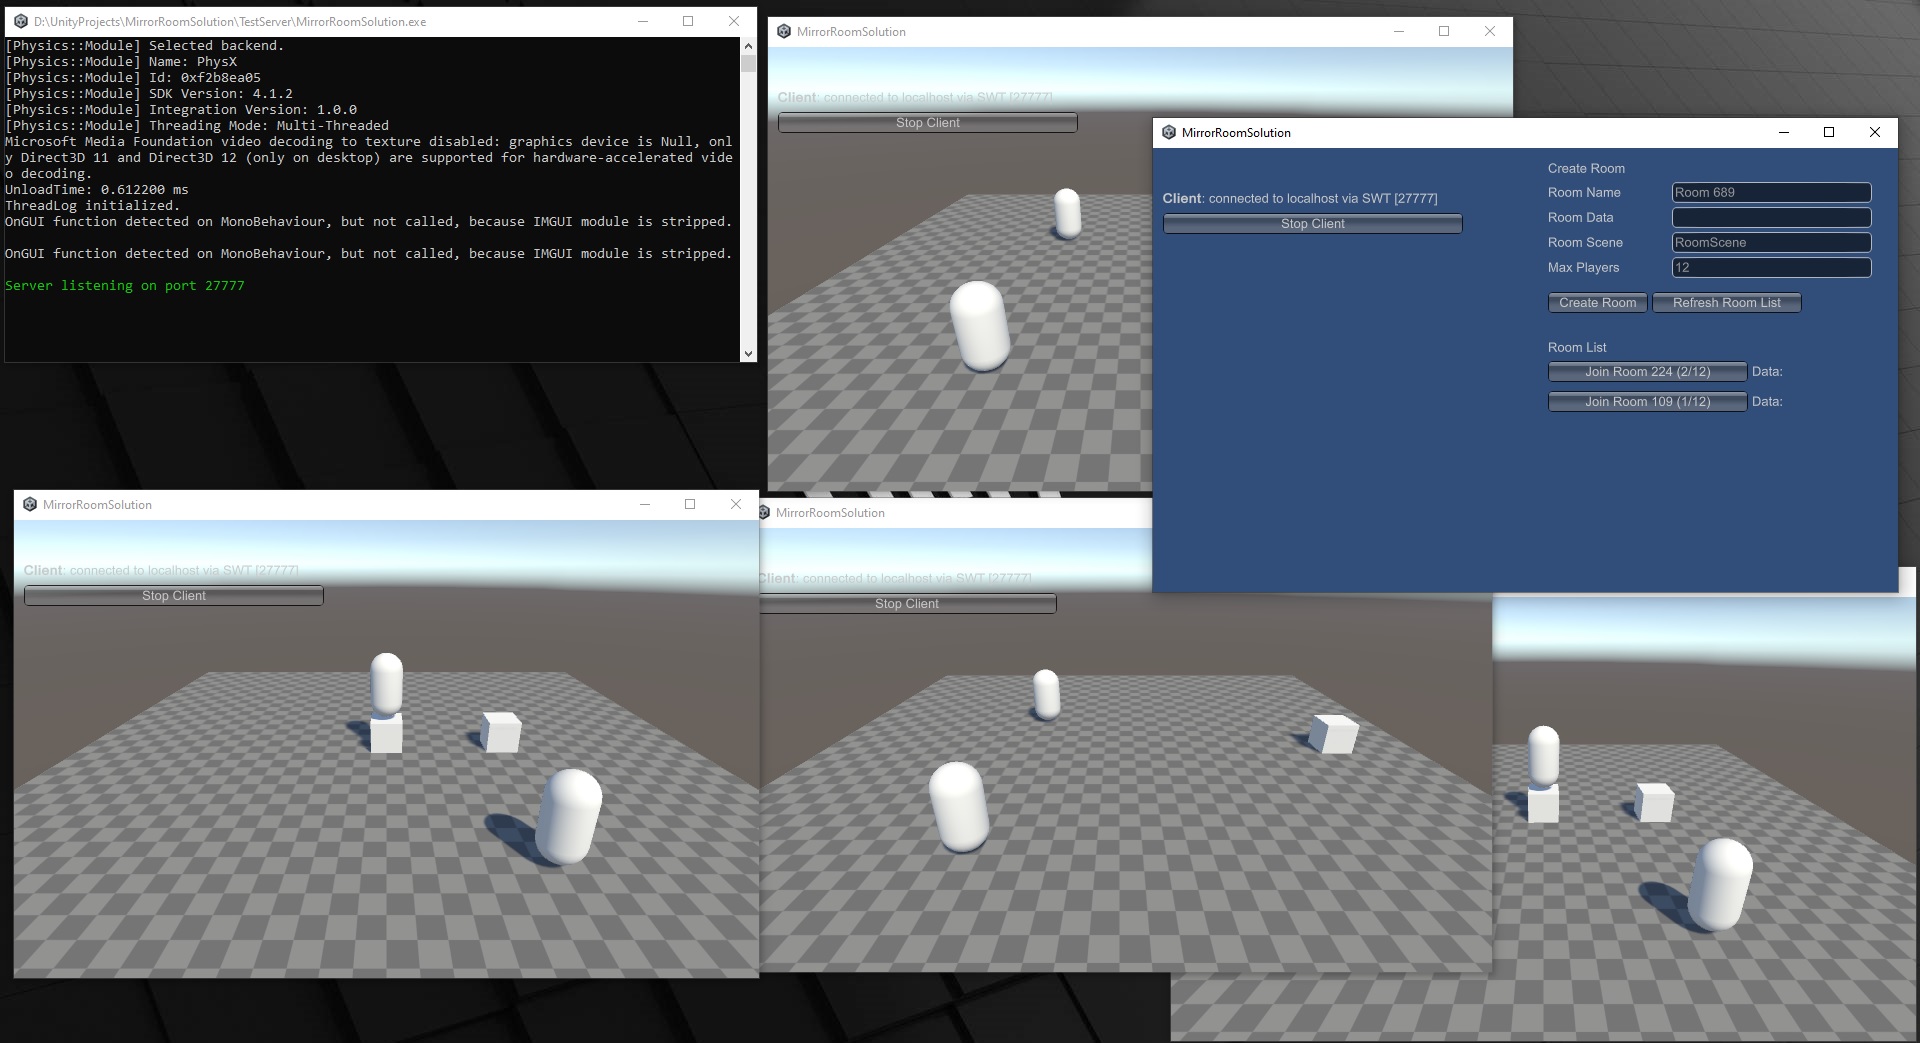 D:\UnityProjects\MirrorRoomSolution\TestServer\MirrorRoomSolution.exe
[Physics::Module] Selected backend.
[Physics::Module] Name: PhysX
[Physics::Module] Id: 0xf2b8ea05
[Physics::Module] SDK Version: 4.1.2
[Physics::Module] Integration Version: 1.0.0
[Physics::Module] Threading Mode: Multi-Threaded
Microsoft Media Foundation video decoding to texture disabled: graphics device is Null, onl
y Direct3D 11 and Direct3D 12 (only on desktop) are supported for hardware-accelerated vide
o decoding.
UnloadTime: 0.612200 ms
ThreadLog initialized.
OnGUI function detected on MonoBehaviour, but not called, because IMGUI module is stripped.
OnGUI function detected on MonoBehaviour, but not called, because IMGUI module is stripped.
Server listening on port 27777
MirrorRoomSolution
Client: connected to localhost via SWT [27777]
Stop Client
MirrorRoomSolution
Client: connected to localhost via SWT [27777]
Stop Client
Create Room
Room Name Room 689
Room Data
Room Scene RoomScene
Max Players 12
Create Room Refresh Room List
Room List
Join Room 224 (2/12) Data:
Join Room 109 (1/12) Data:
MirrorRoomSolution
Client: connected to localhost via SWT [27777]
Stop Client
MirrorRoomSolution
Client: connected to localhost via SWT [27777]
Stop Client